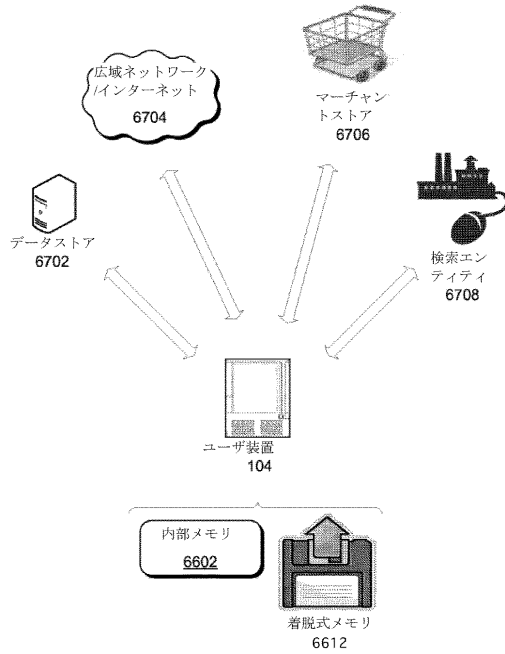 広域ネットワーク
/インターネット
6704
マーチャン
トストア
6706
データストア
6702
検索エン
ティティ
6708
ユーザ装置
104
内部メモリ
6602
着脱式メモリ
6612